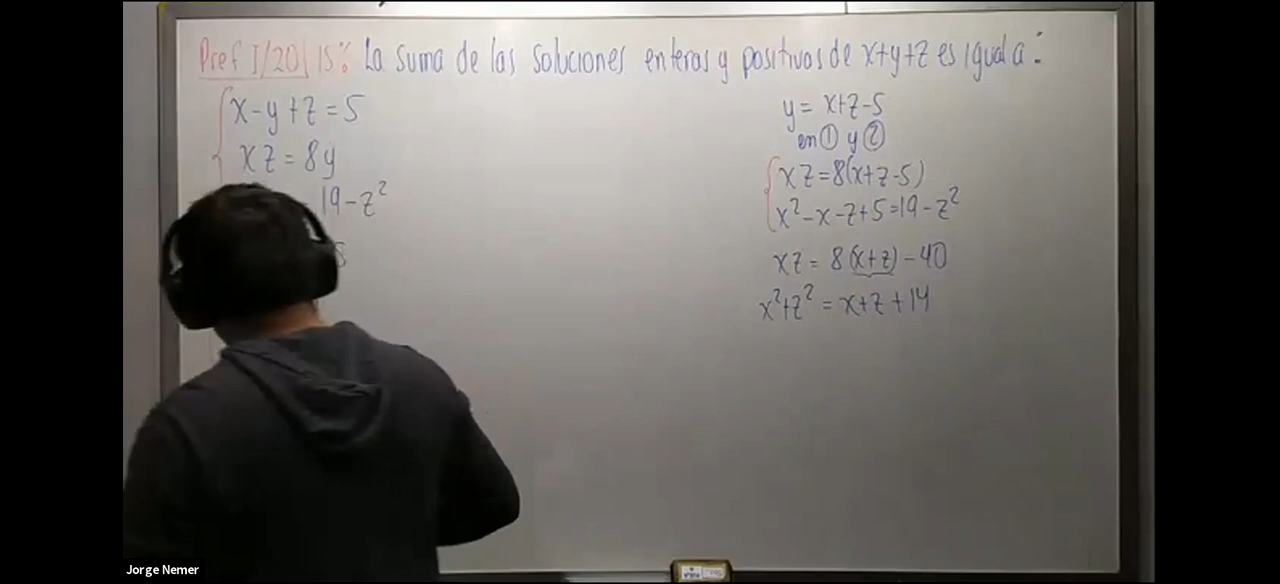 Pref I/20| 15% La suma de las soluciones enteras y positivas de x+y+z es igual a:
x-y+z=5
xz=8y
19-z²
y=x+z-5
en ① y ②
xz=8(x+z-5)
x²-x-z+5=19-z²
xz=8(x+z)-40
x²+z²=x+z+14
Jorge Nemer